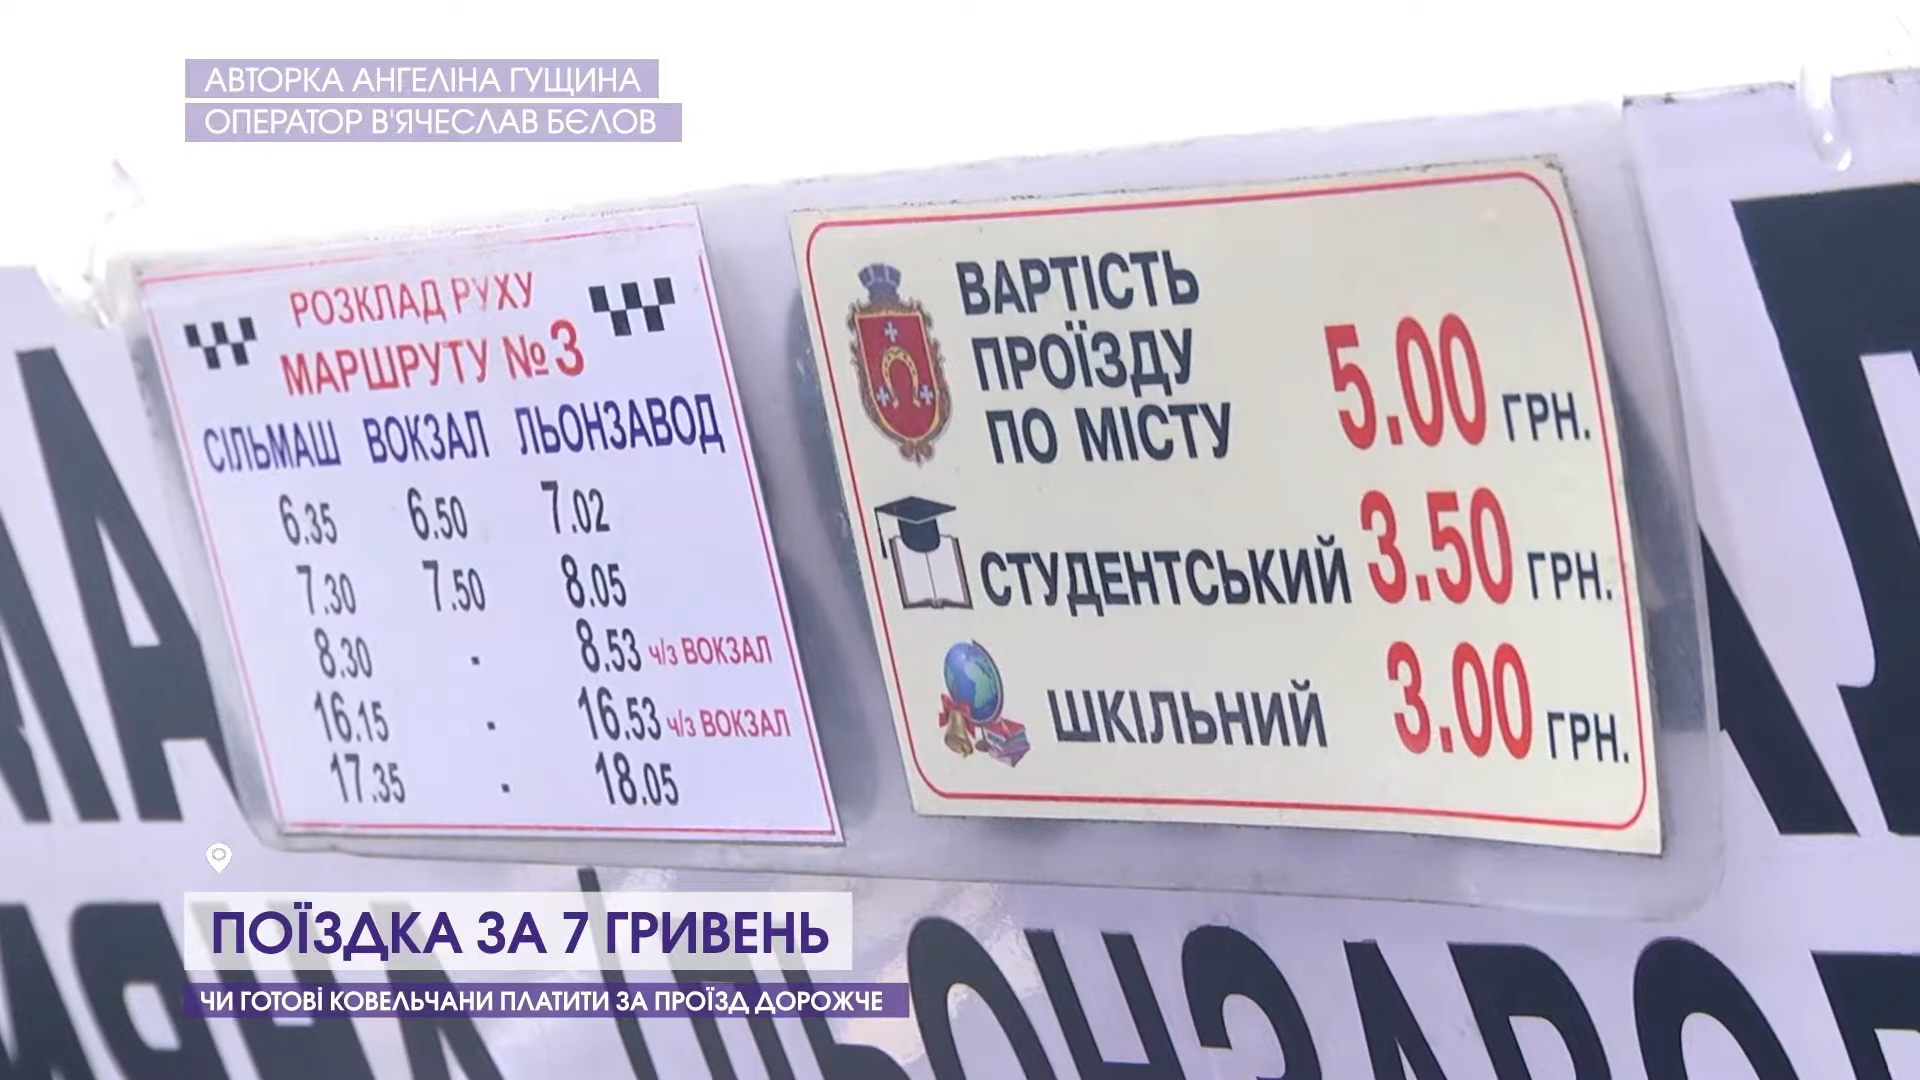 АВТОРКА АНГЕЛІНА ГУЩИНА
ОПЕРАТОР В'ЯЧЕСЛАВ БЄЛОВ
РОЗКЛАД РУХУ
МАРШРУТУ №3
СІЛЬМАШ ВОКЗАЛ ЛЬОНЗАВОД
6.35 6.50 7.02
7.30 7.50 8.05
8.30 - 8.53 ч/з ВОКЗАЛ
16.15 - 16.53 ч/з ВОКЗАЛ
17.35 - 18.05
ВАРТІСТЬ
ПРОЇЗДУ
ПО МІСТУ 5.00 ГРН.
СТУДЕНТСЬКИЙ 3.50 ГРН.
ШКІЛЬНИЙ 3.00 ГРН.
ПОЇЗДКА ЗА 7 ГРИВЕНЬ
ЧИ ГОТОВІ КОВЕЛЬЧАНИ ПЛАТИТИ ЗА ПРОЇЗД ДОРОЖЧЕ